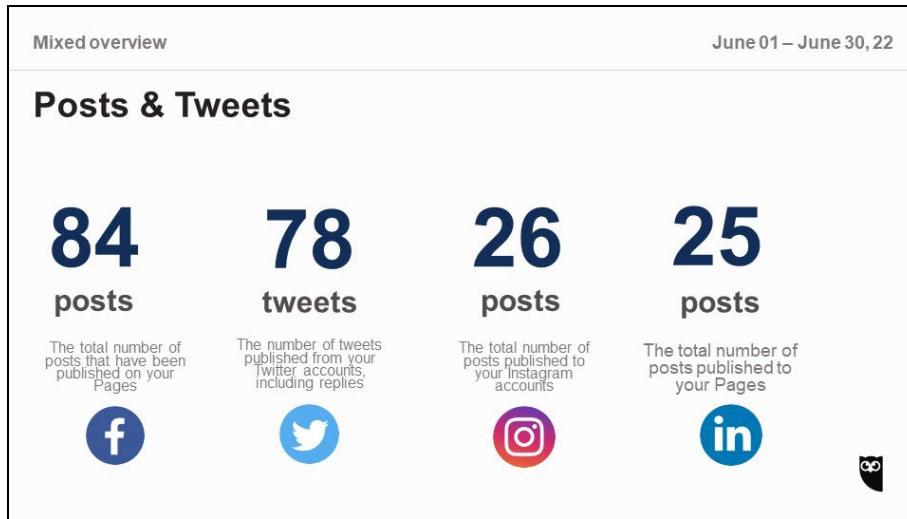 Mixed overview
June 01 – June 30, 22
Posts & Tweets
84
posts
The total number of
posts that have been
published on your
Pages
78
tweets
The number of tweets
published from your
Twitter accounts,
including replies
26
posts
The total number of
posts published to
your Instagram
accounts
25
posts
The total number of
posts published to
your Pages
in